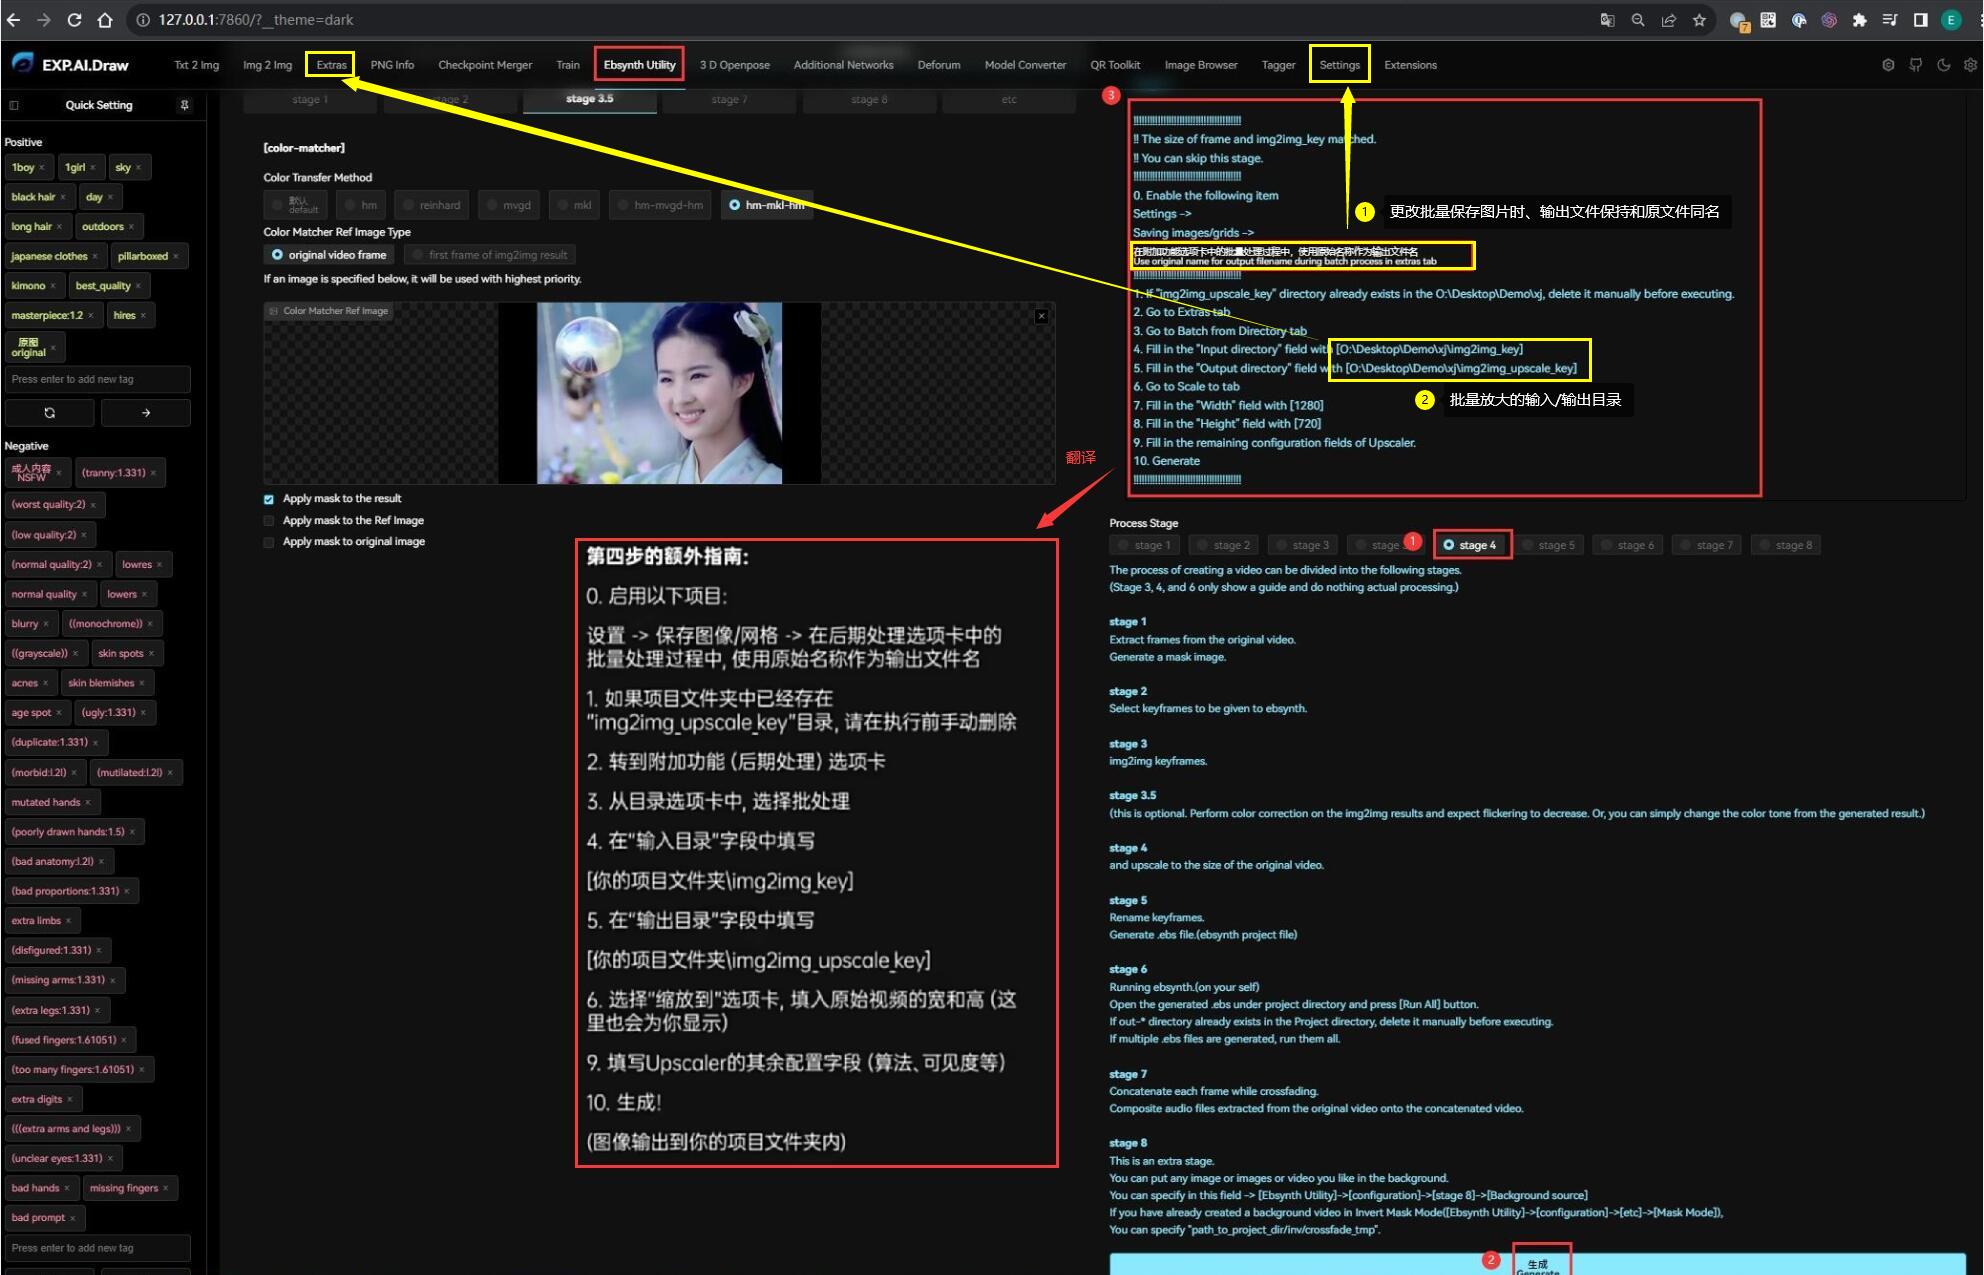 127.0.0.1:7860/?__theme=dark
7
E
EXP.AI.Draw
Txt 2 Img
Img 2 Img
Extras
PNG Info
Checkpoint Merger
Train
Ebsynth Utility
3 D Openpose
Additional Networks
Deforum
Model Converter
QR Toolkit
Image Browser
Tagger
Settings
Extensions
Quick Setting
Positive
1boy × 1girl × sky ×
black hair × day ×
long hair × outdoors ×
japanese clothes × pillarboxed ×
kimono × best_quality ×
masterpiece:1.2 × hires ×
原图
original ×
Press enter to add new tag
Negative
成人内容
NSFW × (tranny:1.331) ×
(worst quality:2) ×
(low quality:2) ×
(normal quality:2) × lowres ×
normal quality × lowers ×
blurry × ((monochrome)) ×
((grayscale)) × skin spots ×
acnes × skin blemishes ×
age spot × (ugly:1.331) ×
(duplicate:1.331) ×
(morbid:l.2l) × (mutilated:l.2l) ×
mutated hands ×
(poorly drawn hands:1.5) ×
(bad anatomy:l.2l) ×
(bad proportions:1.331) ×
extra limbs ×
(disfigured:1.331) ×
(missing arms:1.331) ×
(extra legs:1.331) ×
(fused fingers:1.61051) ×
(too many fingers:1.61051) ×
extra digits ×
(((extra arms and legs))) ×
(unclear eyes:1.331) ×
bad hands × missing fingers ×
bad prompt ×
Press enter to add new tag
stage 1
stage 2
stage 3.5
stage 7
stage 8
etc
[color-matcher]
Color Transfer Method
默认
default
hm
reinhard
mvgd
mkl
hm-mvgd-hm
hm-mkl-hm
Color Matcher Ref Image Type
original video frame
first frame of img2img result
If an image is specified below, it will be used with highest priority.
Color Matcher Ref Image
Apply mask to the result
Apply mask to the Ref Image
Apply mask to original image
翻译
第四步的额外指南:
0. 启用以下项目:
设置 -> 保存图像/网格 -> 在后期处理选项卡中的
批量处理过程中, 使用原始名称作为输出文件名
1. 如果项目文件夹中已经存在
"img2img_upscale_key"目录, 请在执行前手动删除
2. 转到附加功能 (后期处理) 选项卡
3. 从目录选项卡中, 选择批处理
4. 在“输入目录”字段中填写
[你的项目文件夹\img2img_key]
5. 在“输出目录”字段中填写
[你的项目文件夹\img2img_upscale_key]
6. 选择"缩放到"选项卡, 填入原始视频的宽和高 (这
里也会为你显示)
9. 填写Upscaler的其余配置字段 (算法、可见度等)
10. 生成!
(图像输出到你的项目文件夹内)
3
!!!!!!!!!!!!!!!!!!!!!!!!!!!!!!!!!!!!
!! The size of frame and img2img_key matched.
!! You can skip this stage.
!!!!!!!!!!!!!!!!!!!!!!!!!!!!!!!!!!!!
0. Enable the following item
Settings ->
Saving images/grids ->
在附加功能选项卡中的批量处理过程中，使用原始名称作为输出文件名
Use original name for output filename during batch process in extras tab
!!!!!!!!!!!!!!!!!!!!!!!!!!!!!!!!!!!!
1. If "img2img_upscale_key" directory already exists in the O:\Desktop\Demo\xj, delete it manually before executing.
2. Go to Extras tab
3. Go to Batch from Directory tab
4. Fill in the "Input directory" field with [O:\Desktop\Demo\xj\img2img_key]
5. Fill in the "Output directory" field with [O:\Desktop\Demo\xj\img2img_upscale_key]
6. Go to Scale to tab
7. Fill in the "Width" field with [1280]
8. Fill in the "Height" field with [720]
9. Fill in the remaining configuration fields of Upscaler.
10. Generate
!!!!!!!!!!!!!!!!!!!!!!!!!!!!!!!!!!!!
1 更改批量保存图片时、输出文件保持和原文件同名
2 批量放大的输入/输出目录
Process Stage
stage 1
stage 2
stage 3
stage
1
stage 4
stage 5
stage 6
stage 7
stage 8
The process of creating a video can be divided into the following stages.
(Stage 3, 4, and 6 only show a guide and do nothing actual processing.)
stage 1
Extract frames from the original video.
Generate a mask image.
stage 2
Select keyframes to be given to ebsynth.
stage 3
img2img keyframes.
stage 3.5
(this is optional. Perform color correction on the img2img results and expect flickering to decrease. Or, you can simply change the color tone from the generated result.)
stage 4
and upscale to the size of the original video.
stage 5
Rename keyframes.
Generate .ebs file.(ebsynth project file)
stage 6
Running ebsynth.(on your self)
Open the generated .ebs under project directory and press [Run All] button.
If out-* directory already exists in the Project directory, delete it manually before executing.
If multiple .ebs files are generated, run them all.
stage 7
Concatenate each frame while crossfading.
Composite audio files extracted from the original video onto the concatenated video.
stage 8
This is an extra stage.
You can put any image or images or video you like in the background.
You can specify in this field -> [Ebsynth Utility]->[configuration]->[stage 8]->[Background source]
If you have already created a background video in Invert Mask Mode([Ebsynth Utility]->[configuration]->[etc]->[Mask Mode]),
You can specify "path_to_project_dir/inv/crossfade_tmp".
2
生成
Generate